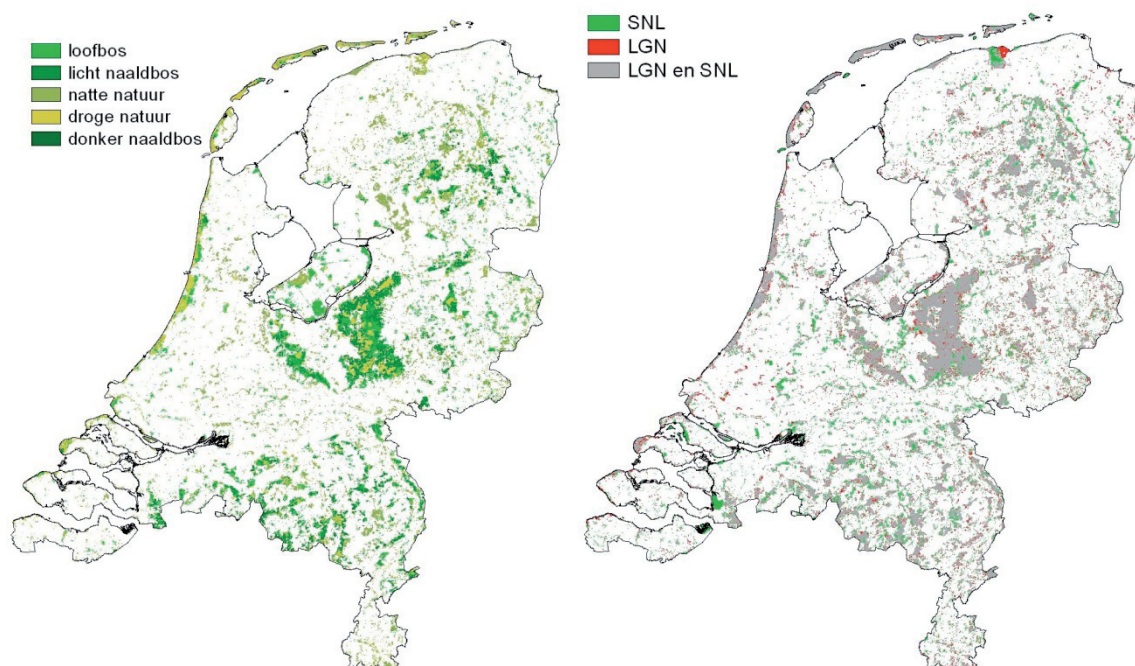 loofbos
licht naaldbos
natte natuur
droge natuur
donker naaldbos
SNL
LGN
LGN en SNL